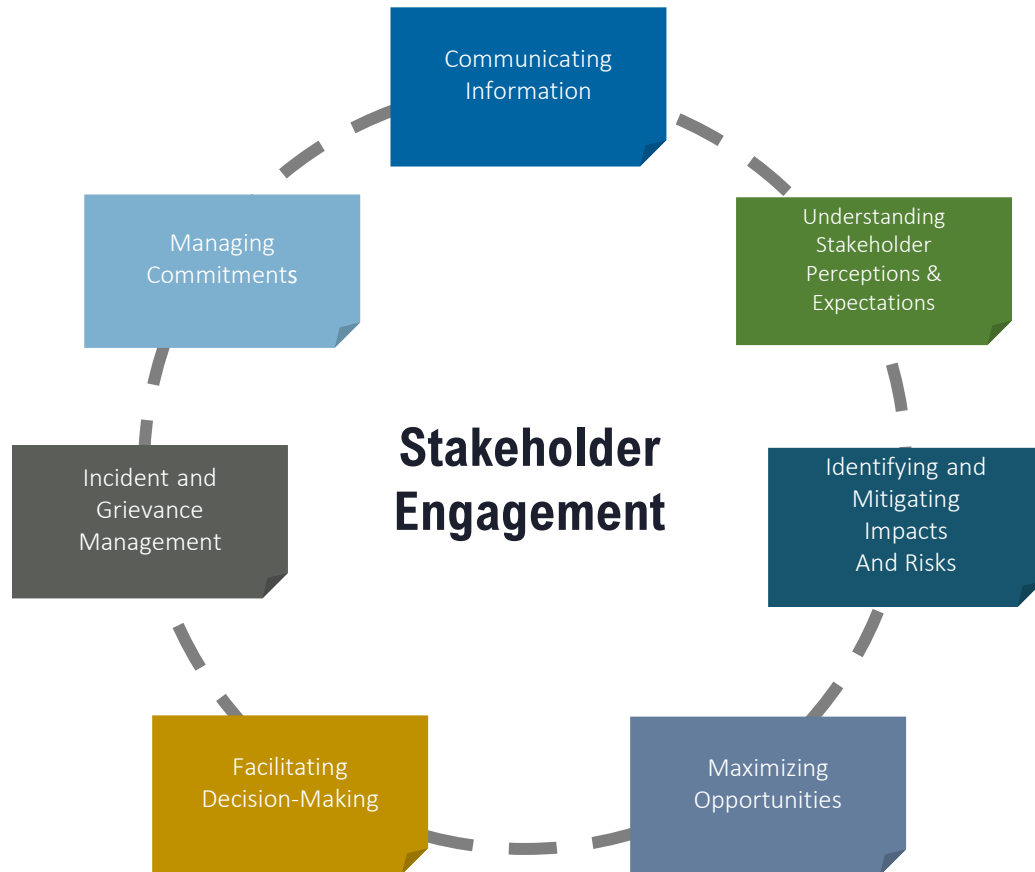 Communicating
Information
Understanding
Stakeholder
Perceptions &
Expectations
Managing
Commitments
Stakeholder
Engagement
Identifying and
Mitigating
Impacts
And Risks
Incident and
Grievance
Management
Maximizing
Opportunities
Facilitating
Decision-Making